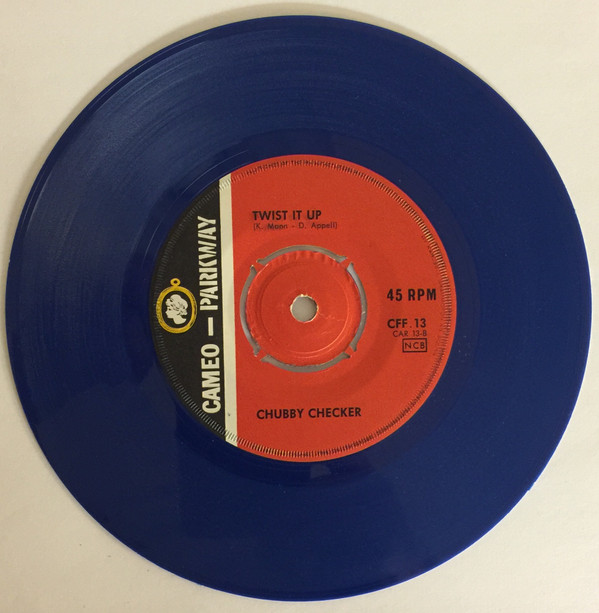 CAMEO — PARKWAY
TWIST IT UP
(K. Mann - D. Appell)
45 RPM
CFF. 13
CAR 13-B
NCB
CHUBBY CHECKER